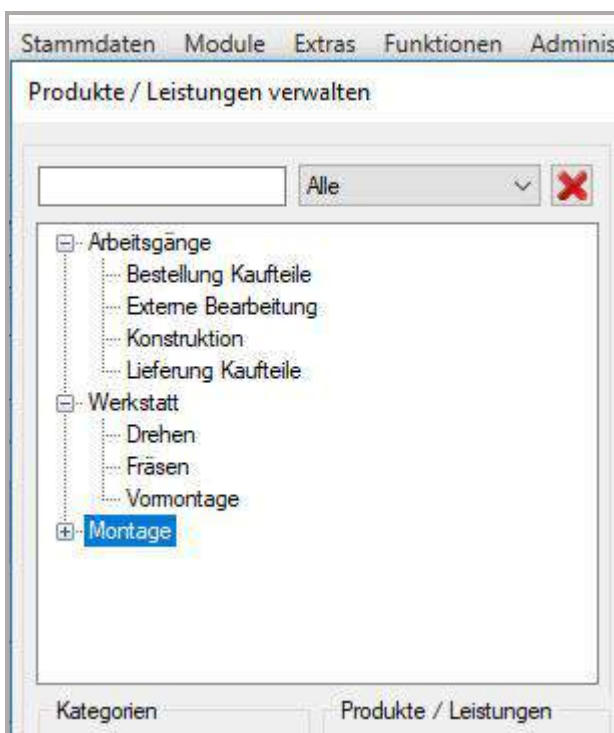 Stammdaten Module Extras Funktionen Adminis
Produkte / Leistungen verwalten
Alle
Arbeitsgänge
Bestellung Kaufteile
Externe Bearbeitung
Konstruktion
Lieferung Kaufteile
Werkstatt
Drehen
Fräsen
Vormontage
Montage
Kategorien Produkte / Leistungen